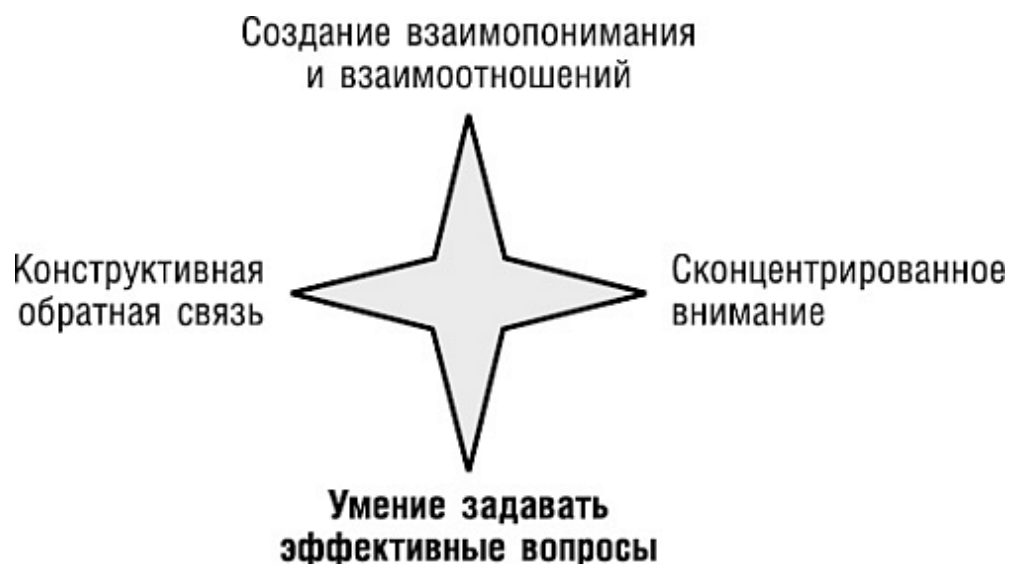 Создание взаимопонимания
и взаимоотношений
Конструктивная
обратная связь
Сконцентрированное
внимание
Умение задавать
эффективные вопросы